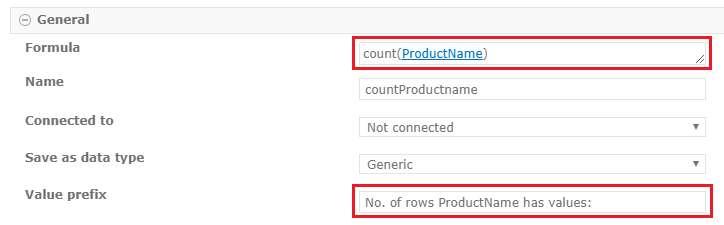 General
Formula
count(ProductName)
Name
countProductname
Connected to
Not connected
Save as data type
Generic
Value prefix
No. of rows ProductName has values: